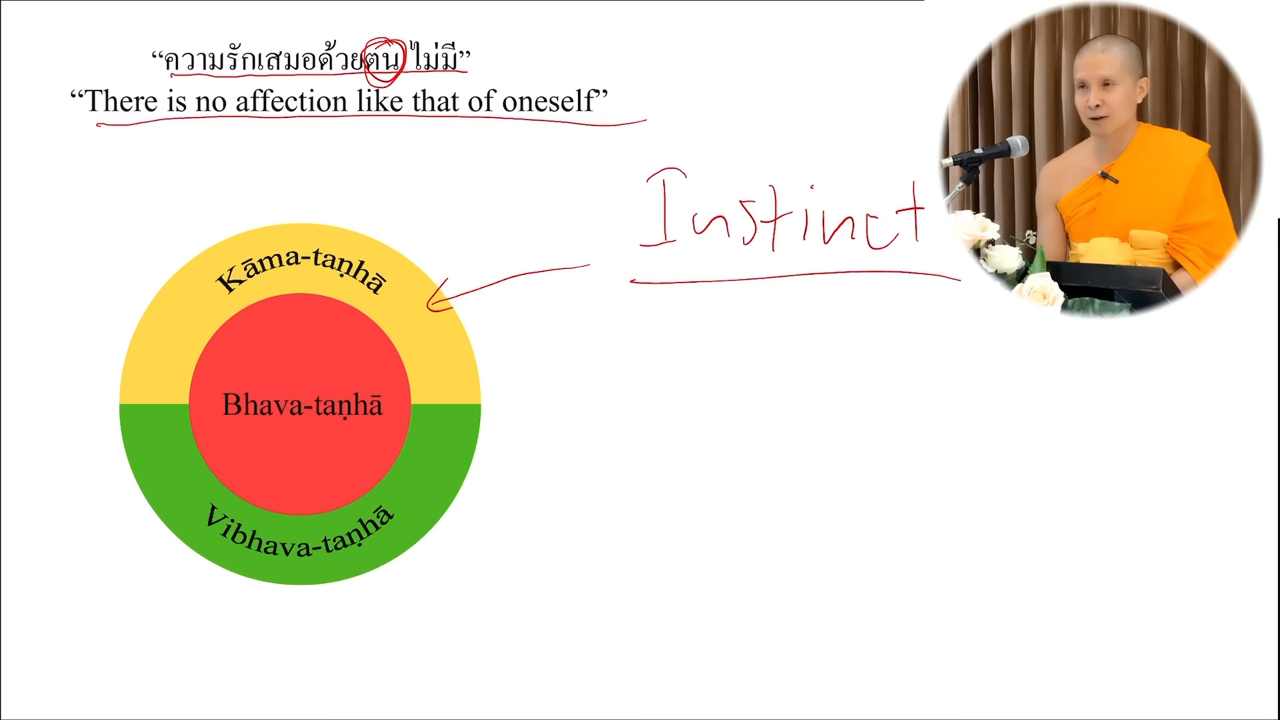 “ความรักเสมอด้วยตน ไม่มี”
“There is no affection like that of oneself”
Instinct
Kāma-taṇhā
Bhava-taṇhā
Vibhava-taṇhā